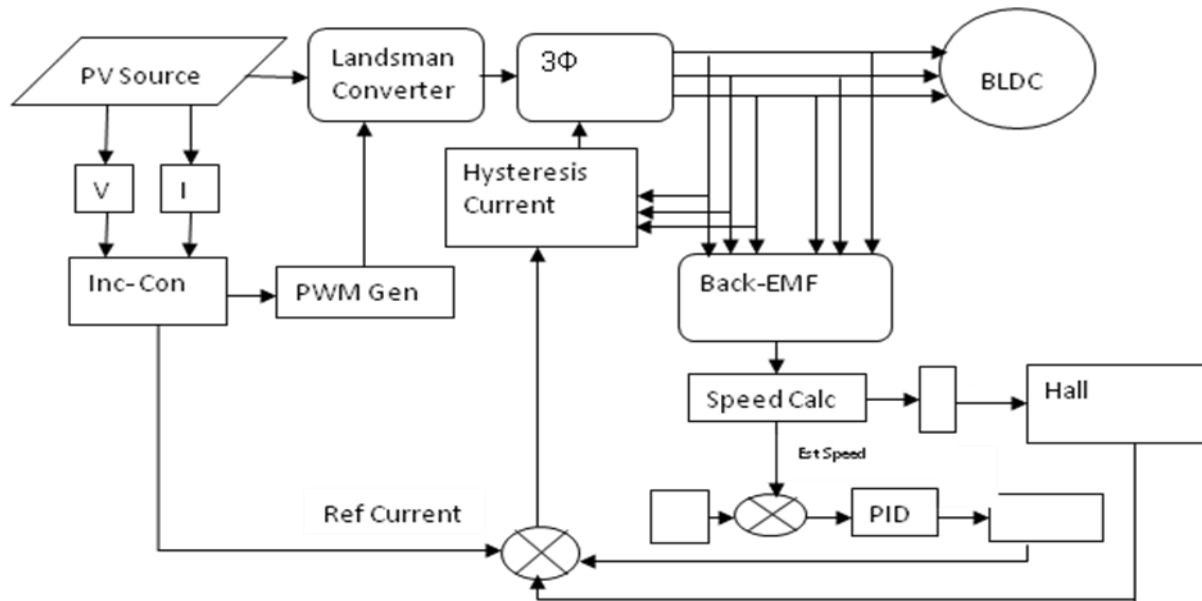 PV Source
Landsman
Converter
3Φ
BLDC
V
I
Hysteresis
Current
Inc-Con
PWM Gen
Back-EMF
Speed Calc
Hall
Est Speed
Ref Current
PID